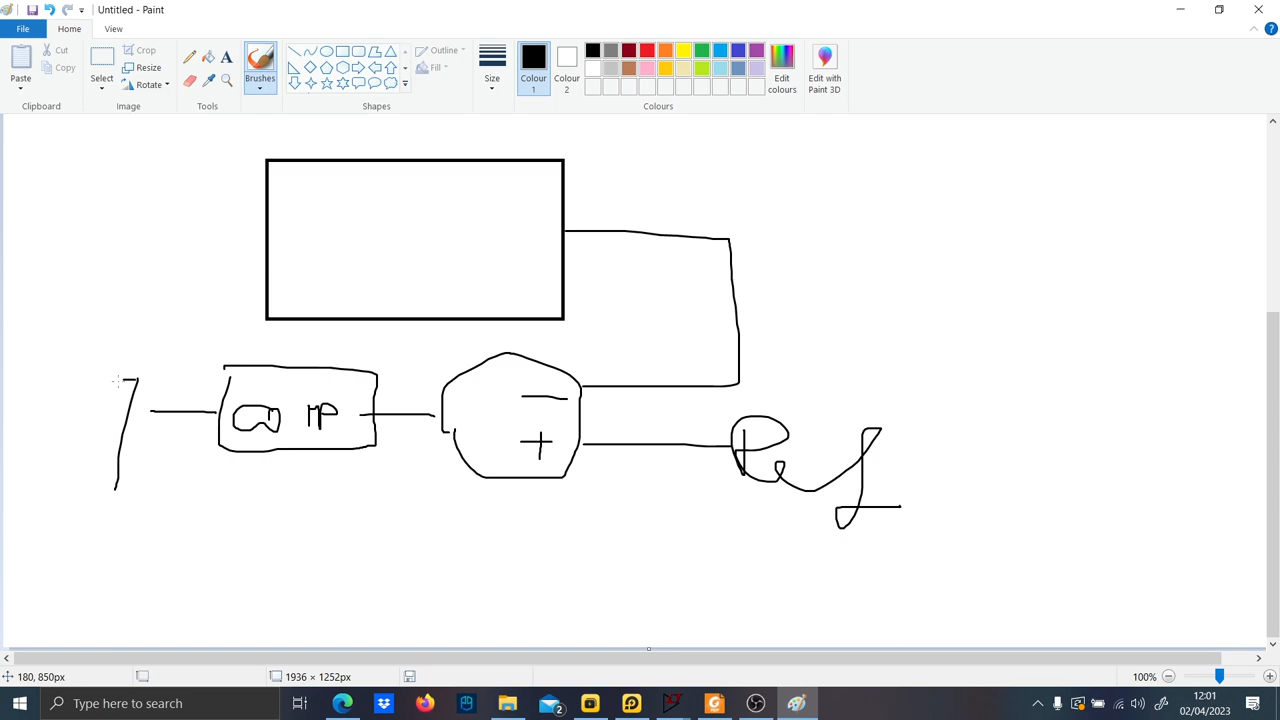 Untitled - Paint
File Home View
Cut Crop Outline Edit Edit with
Copy Resize Fill
Paste Select Rotate Brushes Size Colour 1 Colour 2 colours Paint 3D
Clipboard Image Tools Shapes Colours
−
+
Ref
180, 850px 1936 × 1252px 100%
Type here to search 2 12:01
02/04/2023